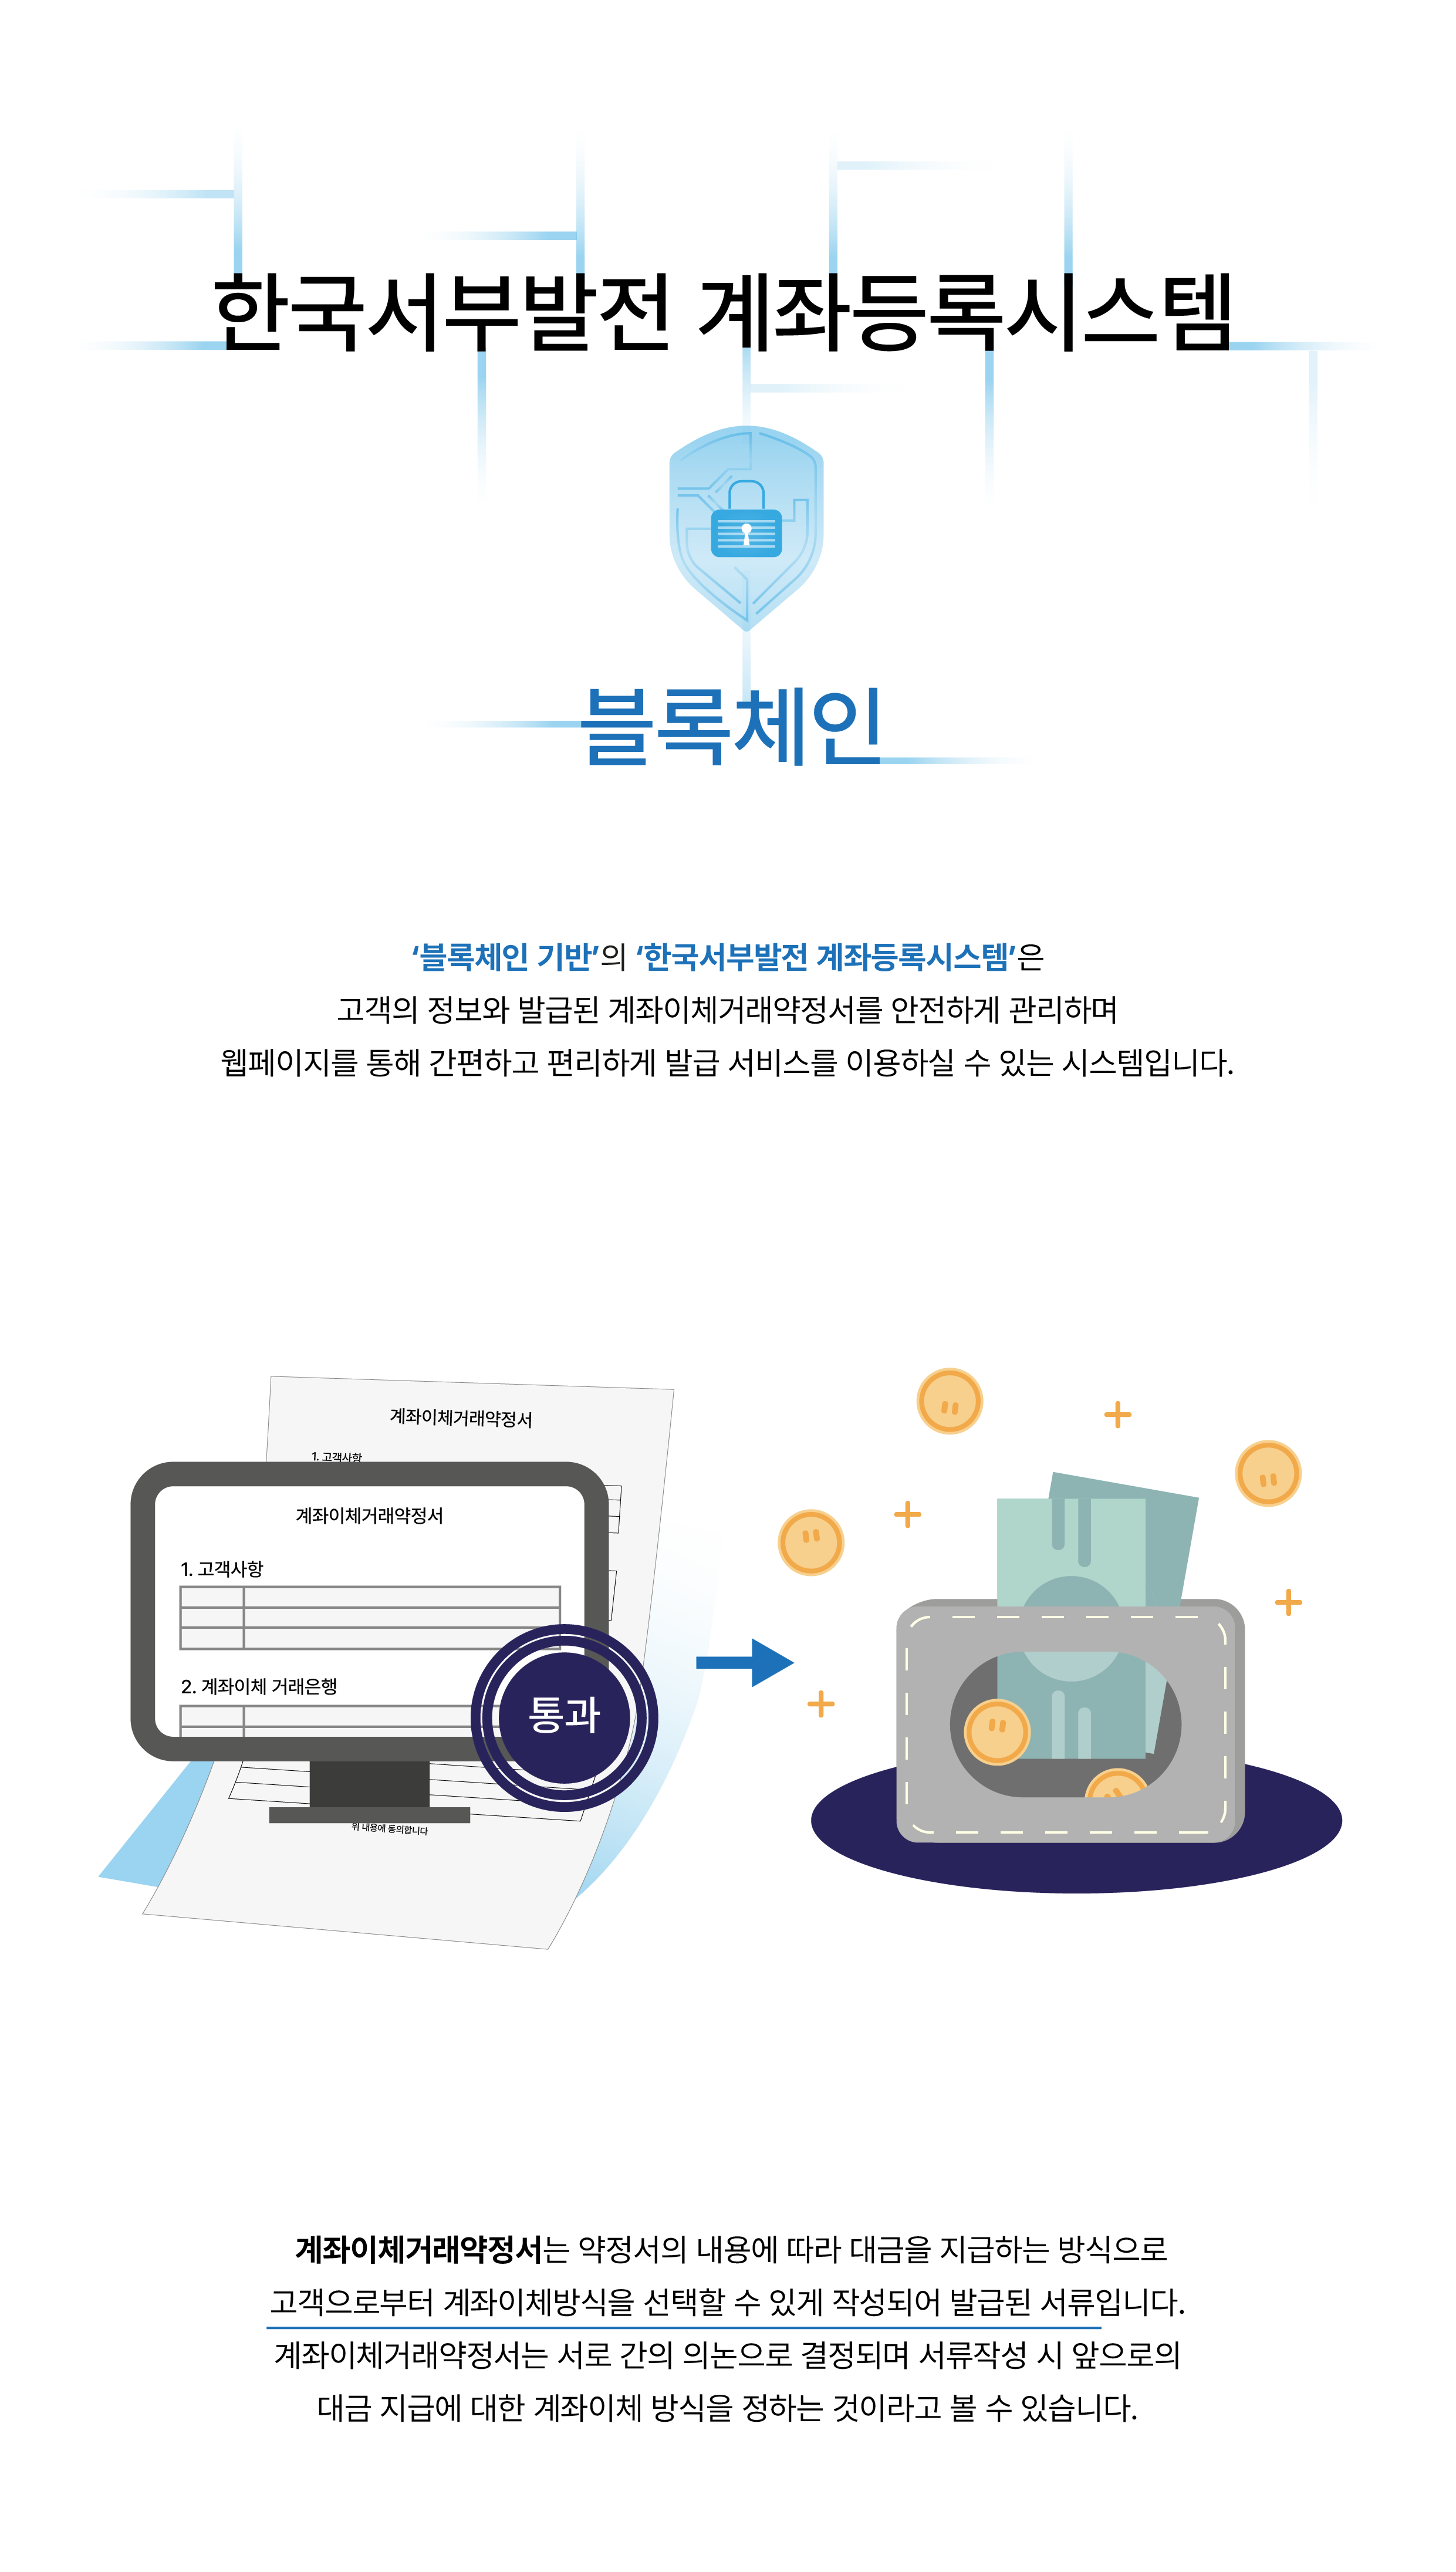 한국서부발전 계좌등록시스템
블록체인
‘블록체인 기반’의 ‘한국서부발전 계좌등록시스템’은
고객의 정보와 발급된 계좌이체거래약정서를 안전하게 관리하며
웹페이지를 통해 간편하고 편리하게 발급 서비스를 이용하실 수 있는 시스템입니다.
계좌이체거래약정서
1. 고객사항
계좌이체거래약정서
1. 고객사항
2. 계좌이체 거래은행
통과
위 내용에 동의합니다
계좌이체거래약정서는 약정서의 내용에 따라 대금을 지급하는 방식으로
고객으로부터 계좌이체방식을 선택할 수 있게 작성되어 발급된 서류입니다.
계좌이체거래약정서는 서로 간의 의논으로 결정되며 서류작성 시 앞으로의
대금 지급에 대한 계좌이체 방식을 정하는 것이라고 볼 수 있습니다.